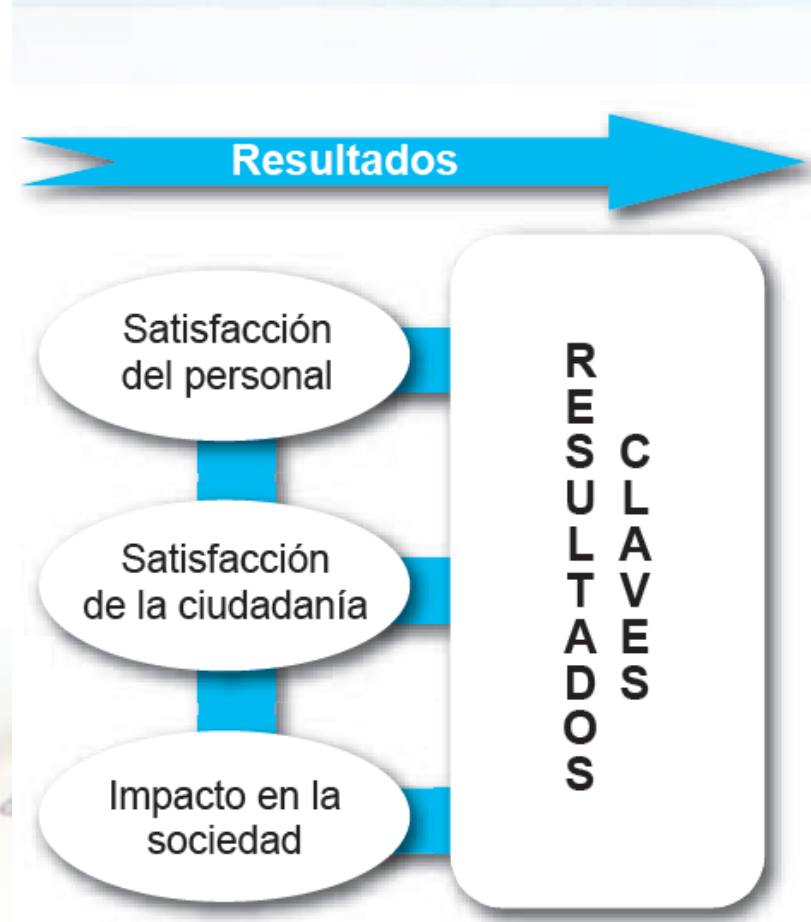 Resultados
Satisfacción
del personal
Satisfacción
de la ciudadanía
Impacto en la
sociedad
RESULTADOS
CLAVES